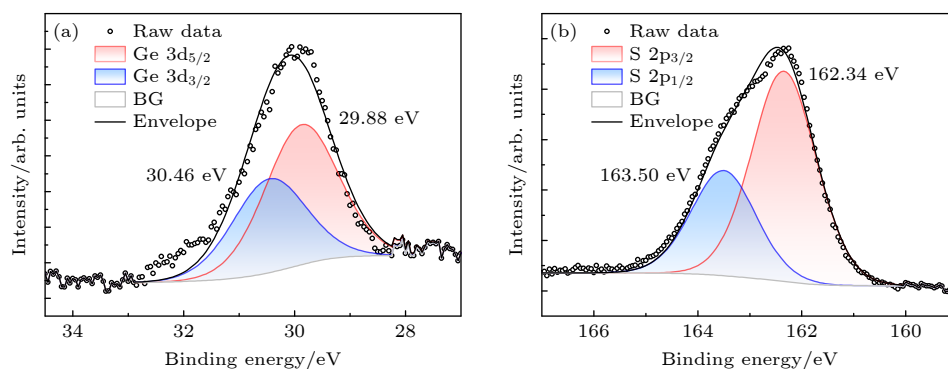 (a)
Raw data
Ge 3d5/2
Ge 3d3/2
BG
Envelope
29.88 eV
30.46 eV
Intensity/arb. units
34 32 30 28
Binding energy/eV
(b)
Raw data
S 2p3/2
S 2p1/2
BG
Envelope
162.34 eV
163.50 eV
Intensity/arb. units
166 164 162 160
Binding energy/eV